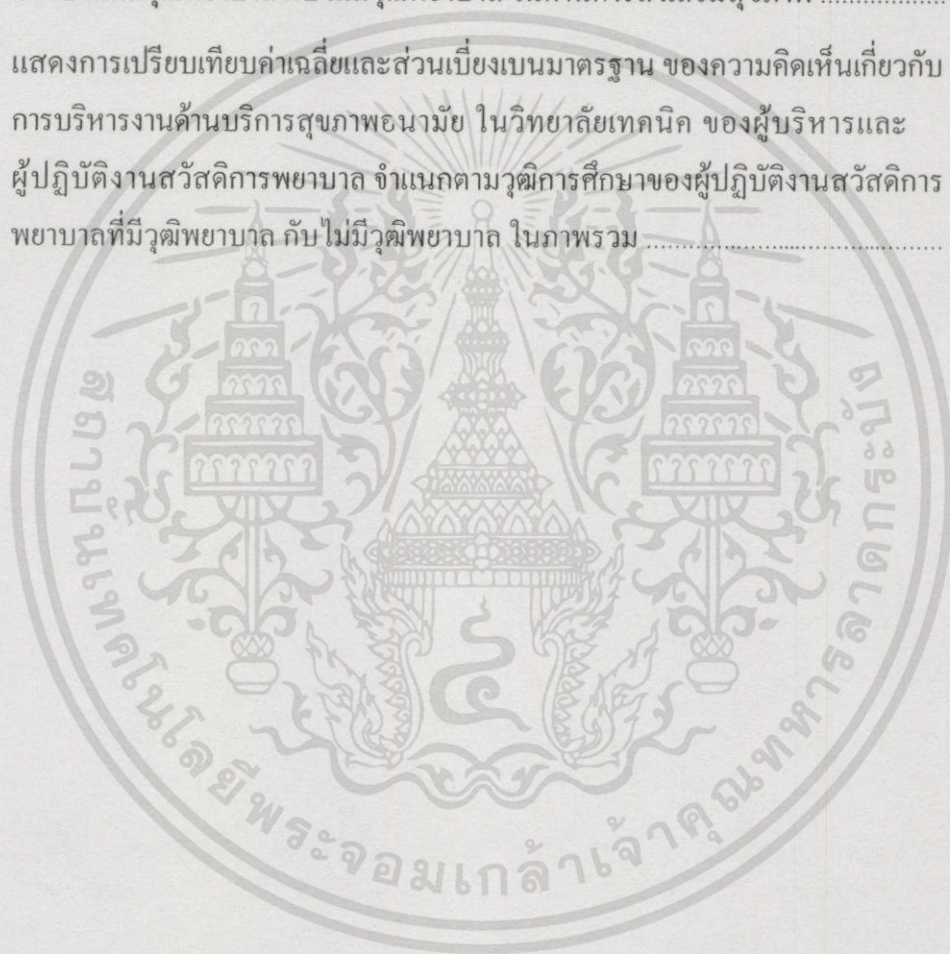 แสดงการเปรียบเทียบค่าเฉลี่ยและส่วนเบี่ยงเบนมาตรฐาน ของความคิดเห็นเกี่ยวกับ
การบริหารงานด้านบริการสุขภาพอนามัย ในวิทยาลัยเทคนิค ของผู้บริหารและ
ผู้ปฏิบัติงานสวัสดิการพยาบาล จำแนกตามวุฒิการศึกษาของผู้ปฏิบัติงานสวัสดิการ
พยาบาลที่มีวุฒิพยาบาล กับไม่มีวุฒิพยาบาล ในภาพรวม ........................................
สถาบันเทคโนโลยีพระจอมเกล้าเจ้าคุณทหารลาดกระบัง